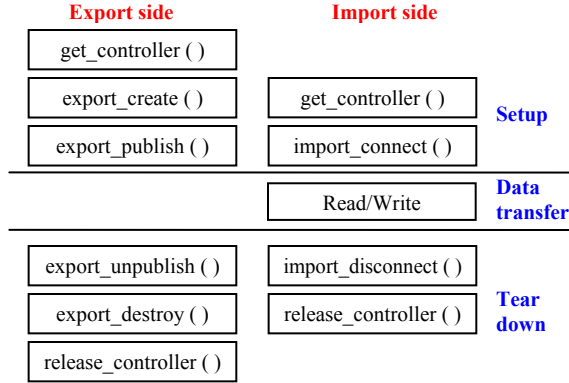 Export side Import side
get_controller ( )
export_create ( ) get_controller ( )
Setup
export_publish ( ) import_connect ( )
Read/Write
Data
transfer
export_unpublish ( ) import_disconnect ( )
export_destroy ( ) release_controller ( )
Tear
down
release_controller ( )